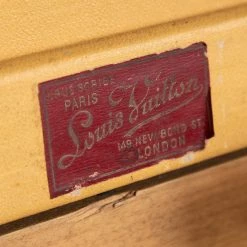 RUE SCRIBE
PARIS
Louis Vuitton
149, NEW BOND ST.
LONDON